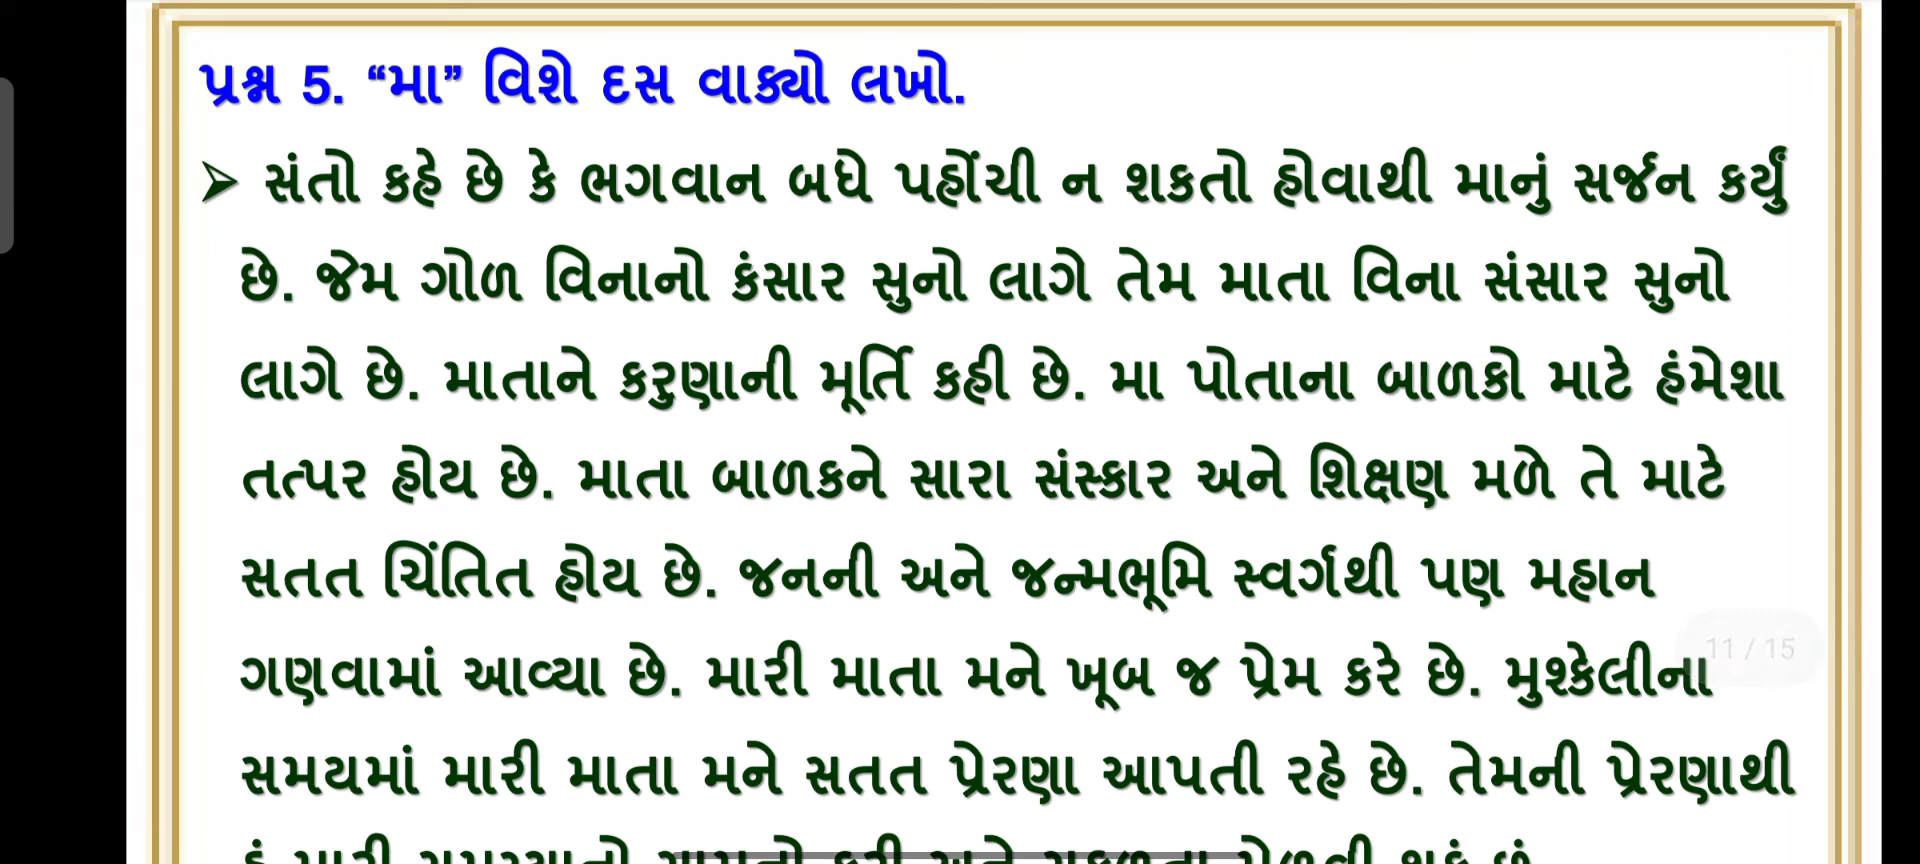 પ્રશ્ન 5. “મા” વિશે દસ વાક્યો લખો.
➢ સંતો કહે છે કે ભગવાન બધે પહોંચી ન શકતો હોવાથી માનું સર્જન કર્યું
છે. જેમ ગોળ વિનાનો કંસાર સુનો લાગે તેમ માતા વિના સંસાર સુનો
લાગે છે. માતાને કરુણાની મૂર્તિ કહી છે. મા પોતાના બાળકો માટે હંમેશા
તત્પર હોય છે. માતા બાળકને સારા સંસ્કાર અને શિક્ષણ મળે તે માટે
સતત ચિંતિત હોય છે. જનની અને જન્મભૂમિ સ્વર્ગથી પણ મહાન
ગણવામાં આવ્યા છે. મારી માતા મને ખૂબ જ પ્રેમ કરે છે. મુશ્કેલીના
11 / 15
સમયમાં મારી માતા મને સતત પ્રેરણા આપતી રહે છે. તેમની પ્રેરણાથી